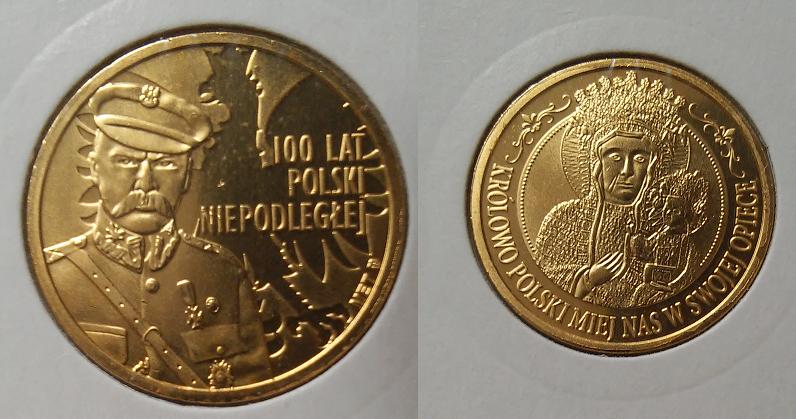 100 LAT
POLSKI
NIEPODLEGŁEJ
KRÓLOWO POLSKI MIEJ NAS W SWOJEJ OPIECE